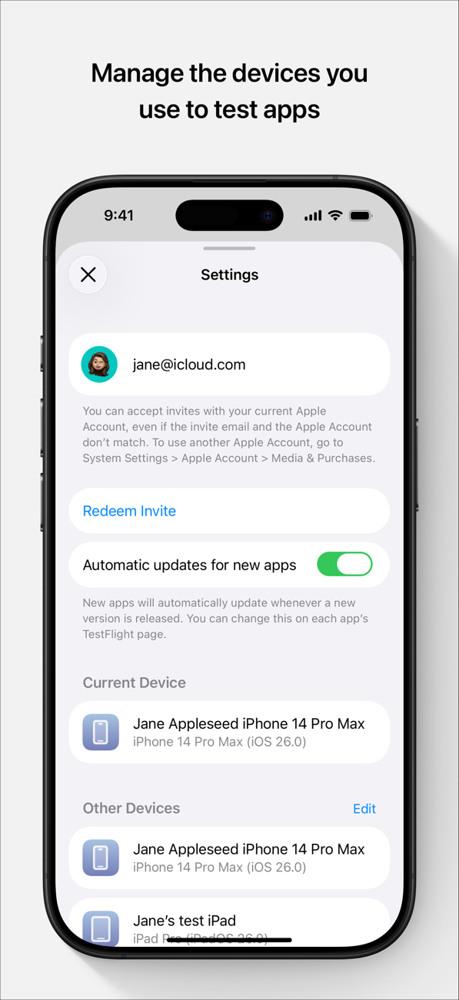 Manage the devices you
use to test apps
9:41
Settings
jane@icloud.com
You can accept invites with your current Apple
Account, even if the invite email and the Apple Account
don’t match. To use another Apple Account, go to
System Settings > Apple Account > Media & Purchases.
Redeem Invite
Automatic updates for new apps
New apps will automatically update whenever a new
version is released. You can change this on each app’s
TestFlight page.
Current Device
Jane Appleseed iPhone 14 Pro Max
iPhone 14 Pro Max (iOS 26.0)
Other Devices
Edit
Jane Appleseed iPhone 14 Pro Max
iPhone 14 Pro Max (iOS 26.0)
Jane’s test iPad
iPad Pro (iPadOS 26.0)